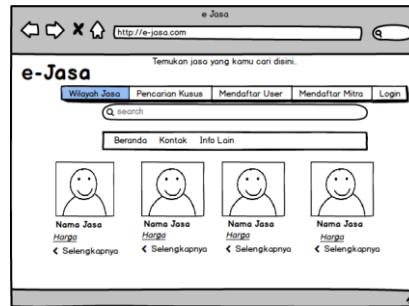 e Jasa
http://e-jasa.com
Temukan jasa yang kamu cari disini..
e-Jasa
Wilayah Jasa Pencarian Kusus Mendaftar User Mendaftar Mitra Login
search
Beranda Kontak Info Lain
Nama Jasa Nama Jasa Nama Jasa Nama Jasa
Harga Harga Harga Harga
Selengkapnya Selengkapnya Selengkapnya Selengkapnya